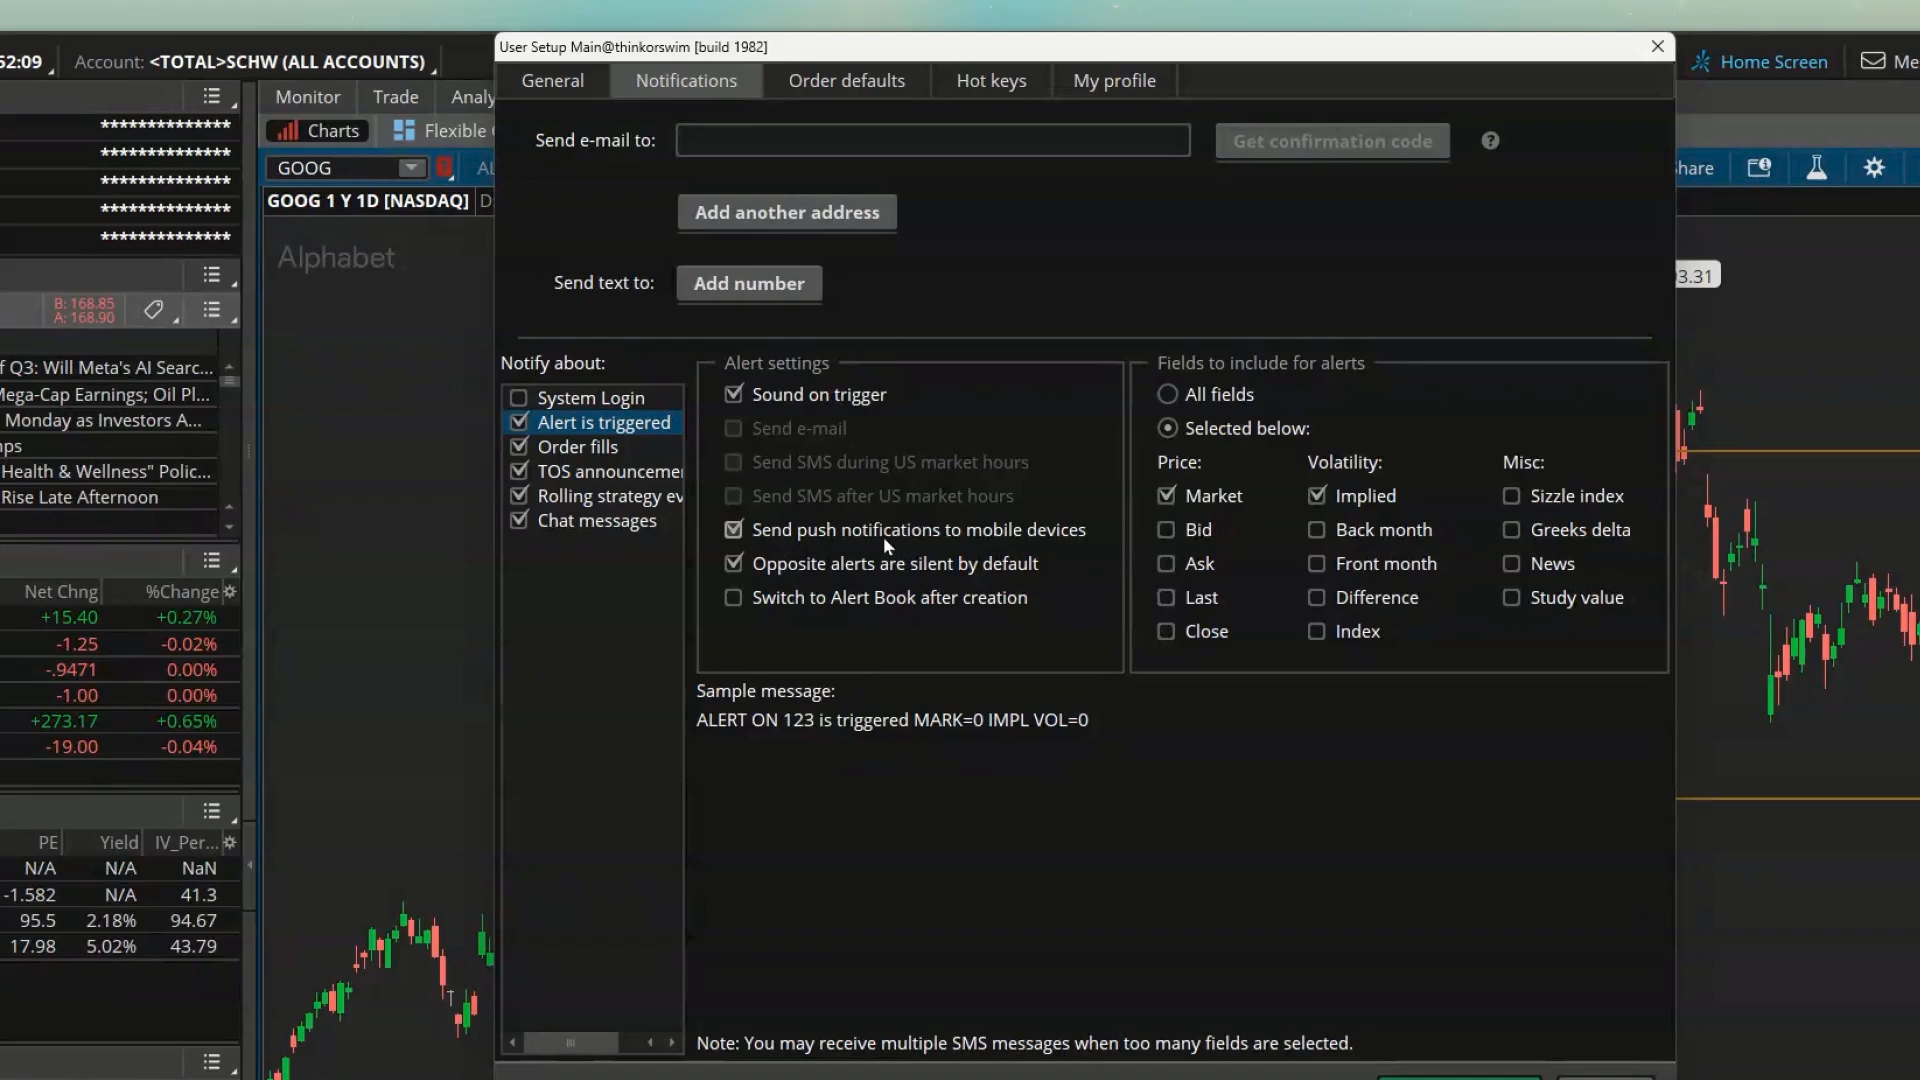 User Setup Main@thinkorswim [build 1982]
52:09
Account: <TOTAL>SCHW (ALL ACCOUNTS)
Home Screen
Me
General
Notifications
Order defaults
Hot keys
My profile
Monitor
Trade
Analy
Charts
Flexible
GOOG
hare
GOOG 1 Y 1D [NASDAQ]
D
Alphabet
**************
**************
**************
**************
**************
B: 168.85
A: 168.90
f Q3: Will Meta's AI Searc...
Mega-Cap Earnings; Oil Pl...
Monday as Investors A...
ps
Health & Wellness" Polic...
Rise Late Afternoon
Net Chng
%Change
+15.40
+0.27%
-1.25
-0.02%
-.9471
0.00%
-1.00
0.00%
+273.17
+0.65%
-19.00
-0.04%
PE
Yield
IV_Per...
N/A
N/A
NaN
-1.582
N/A
41.3
95.5
2.18%
94.67
17.98
5.02%
43.79
Send e-mail to:
Get confirmation code
?
Add another address
Send text to:
Add number
3.31
Notify about:
System Login
Alert is triggered
Order fills
TOS announcemer
Rolling strategy ev
Chat messages
Alert settings
Sound on trigger
Send e-mail
Send SMS during US market hours
Send SMS after US market hours
Send push notifications to mobile devices
Opposite alerts are silent by default
Switch to Alert Book after creation
Fields to include for alerts
All fields
Selected below:
Price:
Volatility:
Misc:
Market
Implied
Sizzle index
Bid
Back month
Greeks delta
Ask
Front month
News
Last
Difference
Study value
Close
Index
Sample message:
ALERT ON 123 is triggered MARK=0 IMPL VOL=0
Note: You may receive multiple SMS messages when too many fields are selected.